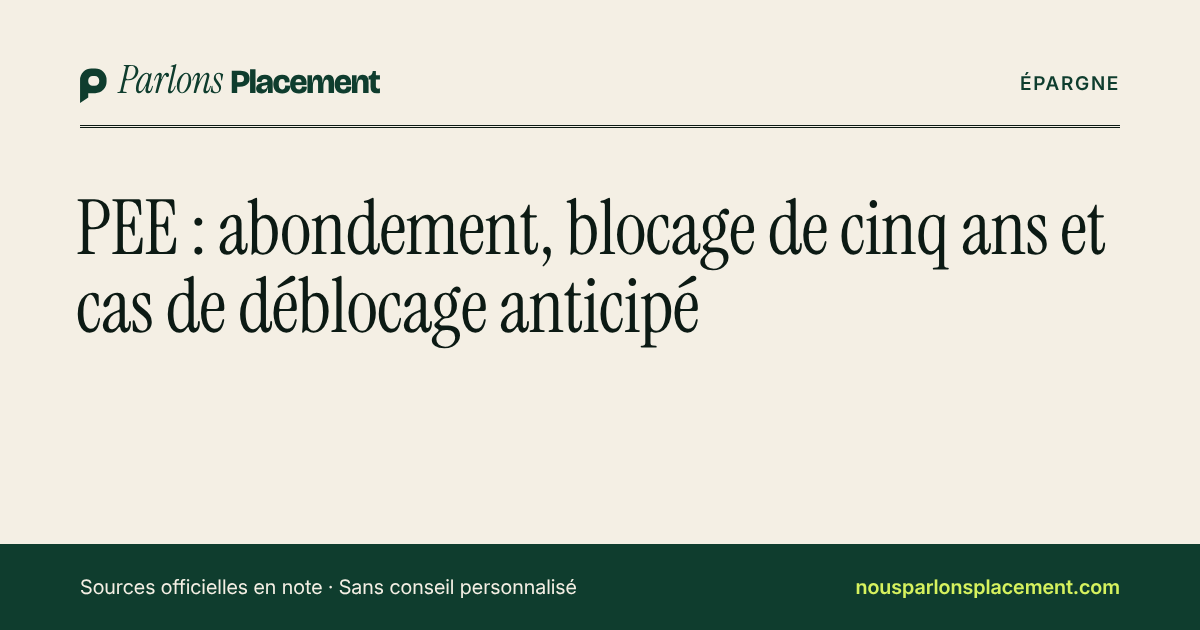 Parlons Placement
ÉPARGNE
PEE : abondement, blocage de cinq ans et
cas de déblocage anticipé
Sources officielles en note · Sans conseil personnalisé
nousparlonsplacement.com